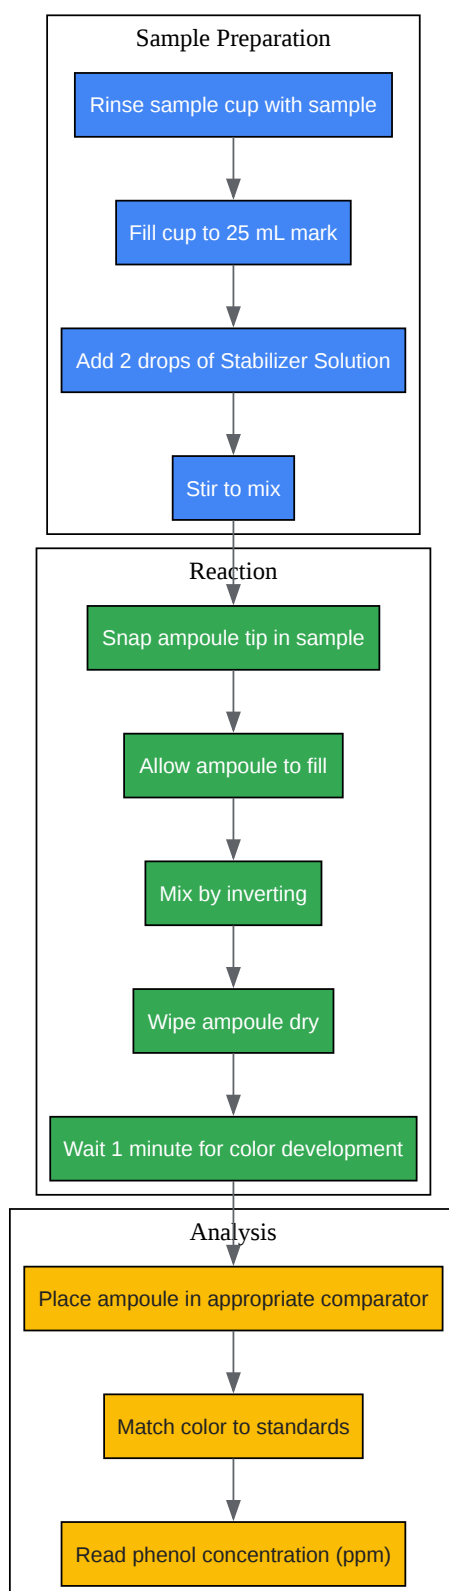 Sample Preparation
Rinse sample cup with sample
Fill cup to 25 mL mark
Add 2 drops of Stabilizer Solution
Stir to mix
Reaction
Snap ampoule tip in sample
Allow ampoule to fill
Mix by inverting
Wipe ampoule dry
Wait 1 minute for color development
Analysis
Place ampoule in appropriate comparator
Match color to standards
Read phenol concentration (ppm)